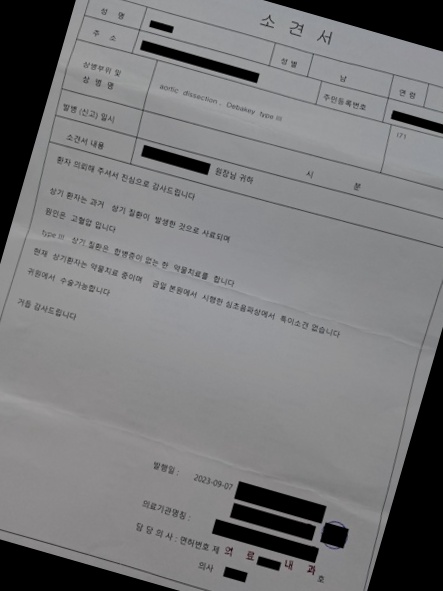 소 견 서
성 명
성 별
남
연 령
주 소
주민등록번호
상병부위 및
상 병 명
aortic dissection , Debakey type III
I71
발병 (신고) 일시
시 분
소견서 내용
원장님 귀하
환자 의뢰해 주셔서 진심으로 감사드립니다
상기 환자는 과거 상기 질환이 발생한 것으로 사료되며
원인은 고혈압 입니다
type III 상기 질환은 합병증이 없는 한 약물치료를 합니다
현재 상기환자는 약물치료 중이며 금일 본원에서 시행한 심초음파상에서 특이소견 없습니다
귀원에서 수술가능합니다
거듭 감사드립니다
발행일 : 2023-09-07
의료기관명칭 :
담 당 의 사 : 면허번호 제 호
의 료 내 과
의사